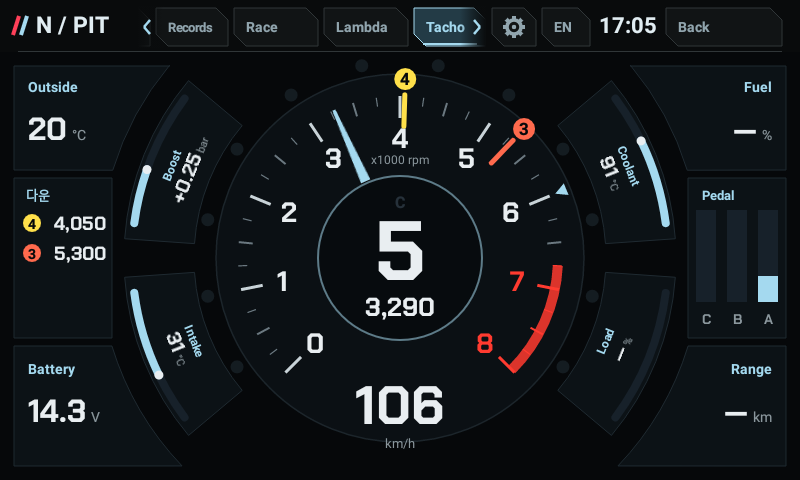 N / PIT
Records
Race
Lambda
Tacho
EN
17:05
Back
Outside
20 °C
Boost
+0.25 bar
다운
4 4,050
3 5,300
Intake
31 °C
Battery
14.3 V
4
3
0
1
2
3
4
5
6
7
8
x1000 rpm
C
5
3,290
106
km/h
Coolant
91 °C
Load
– %
Fuel
– %
Pedal
C B A
Range
– km